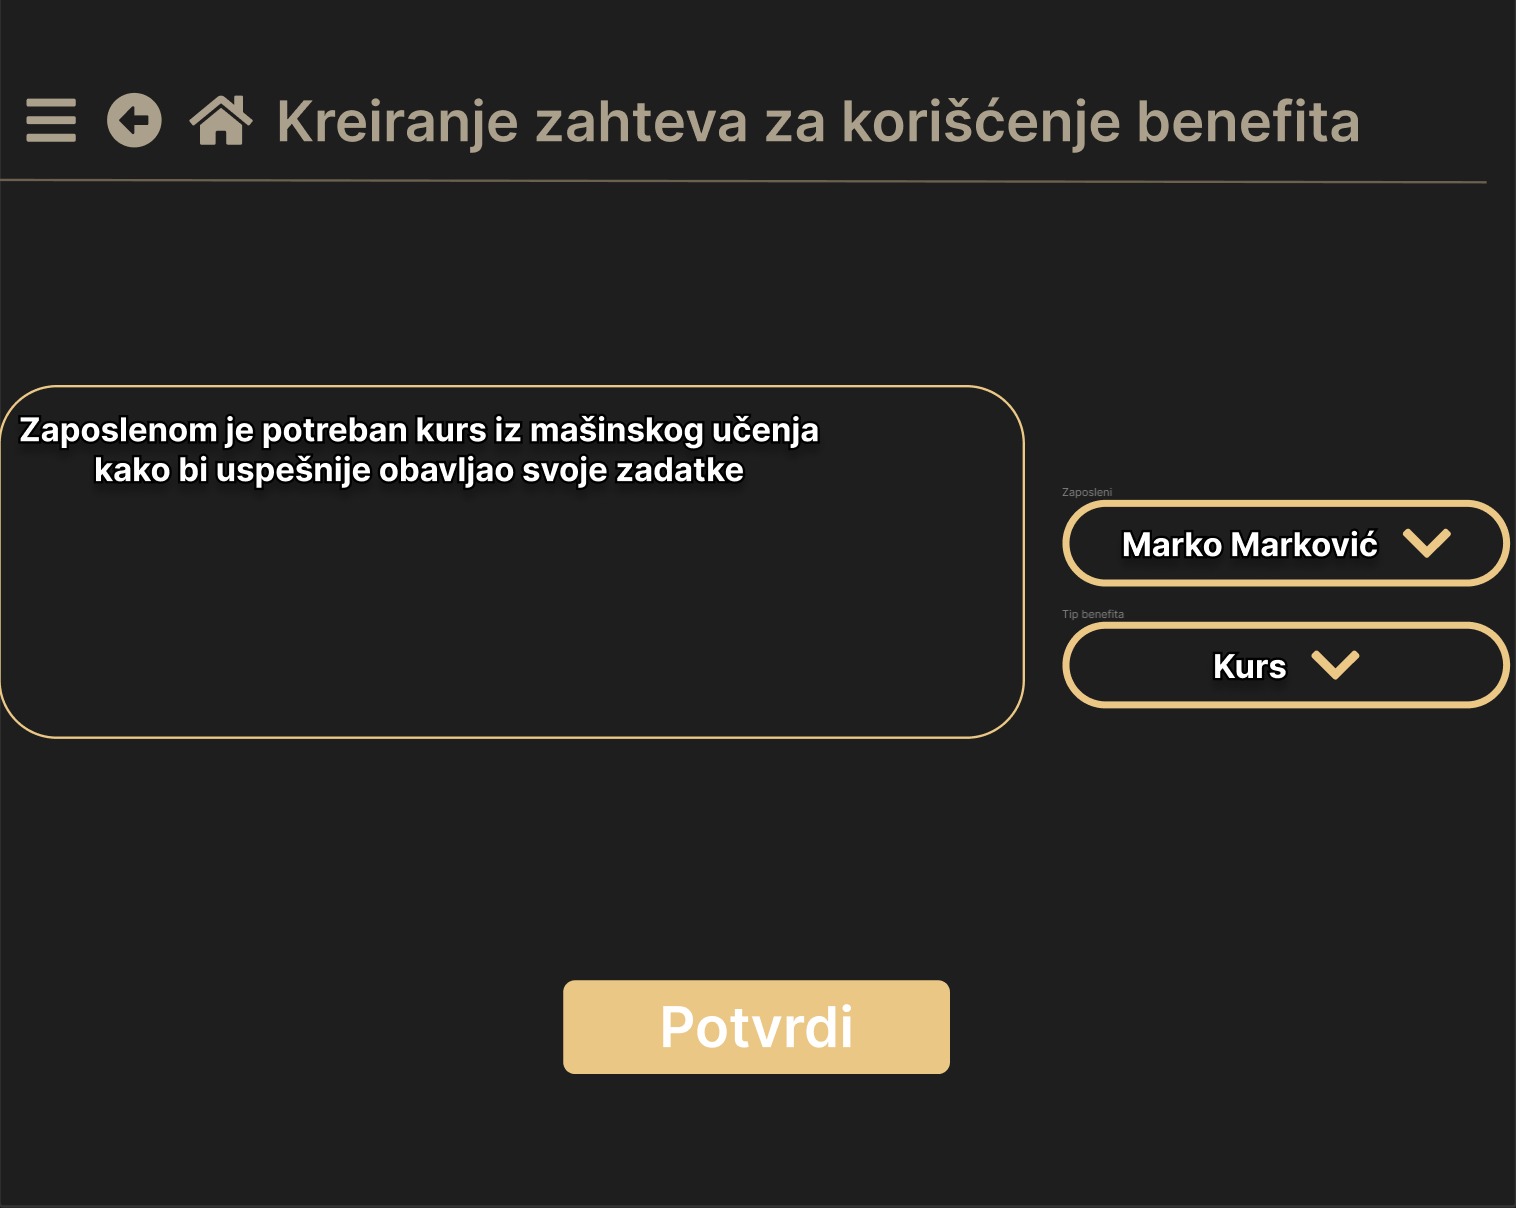 Kreiranje zahteva za korišćenje benefita
Zaposlenom je potreban kurs iz mašinskog učenja
kako bi uspešnije obavljao svoje zadatke
Zaposleni
Marko Marković
Tip benefita
Kurs
Potvrdi